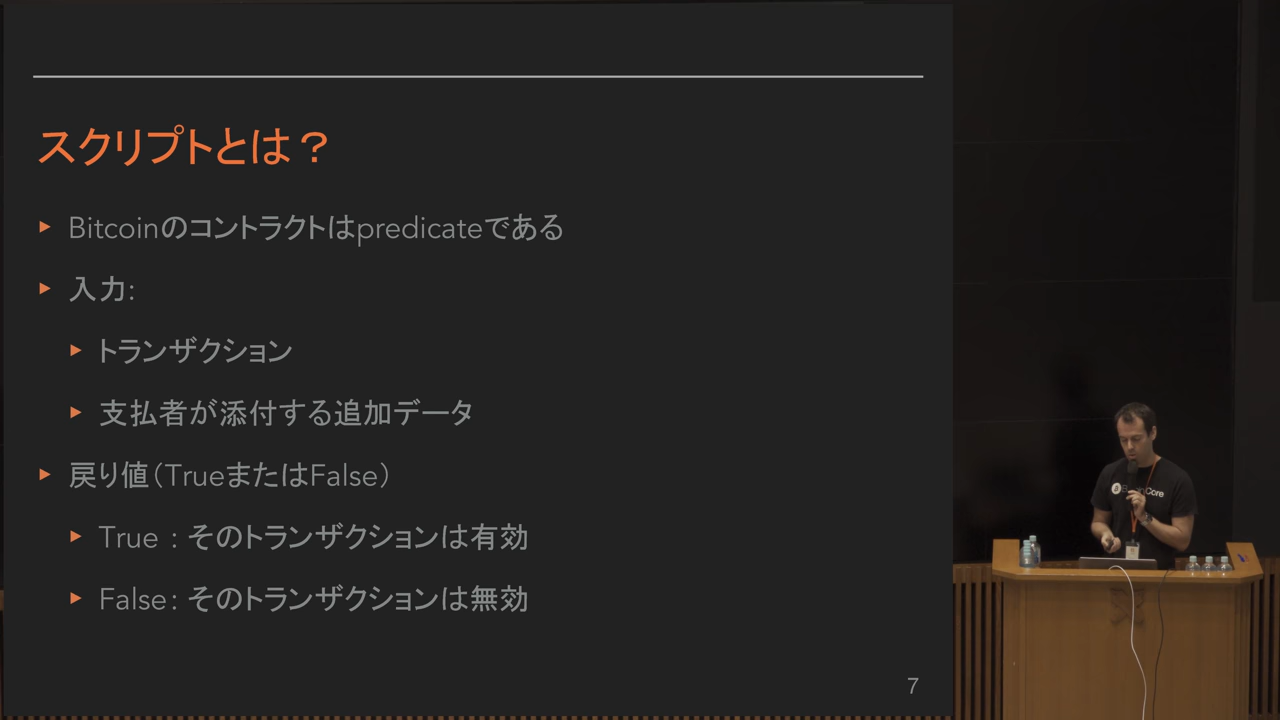 スクリプトとは？
Bitcoinのコントラクトはpredicateである
入力:
トランザクション
支払者が添付する追加データ
戻り値（TrueまたはFalse）
True：そのトランザクションは有効
False：そのトランザクションは無効
7
Core